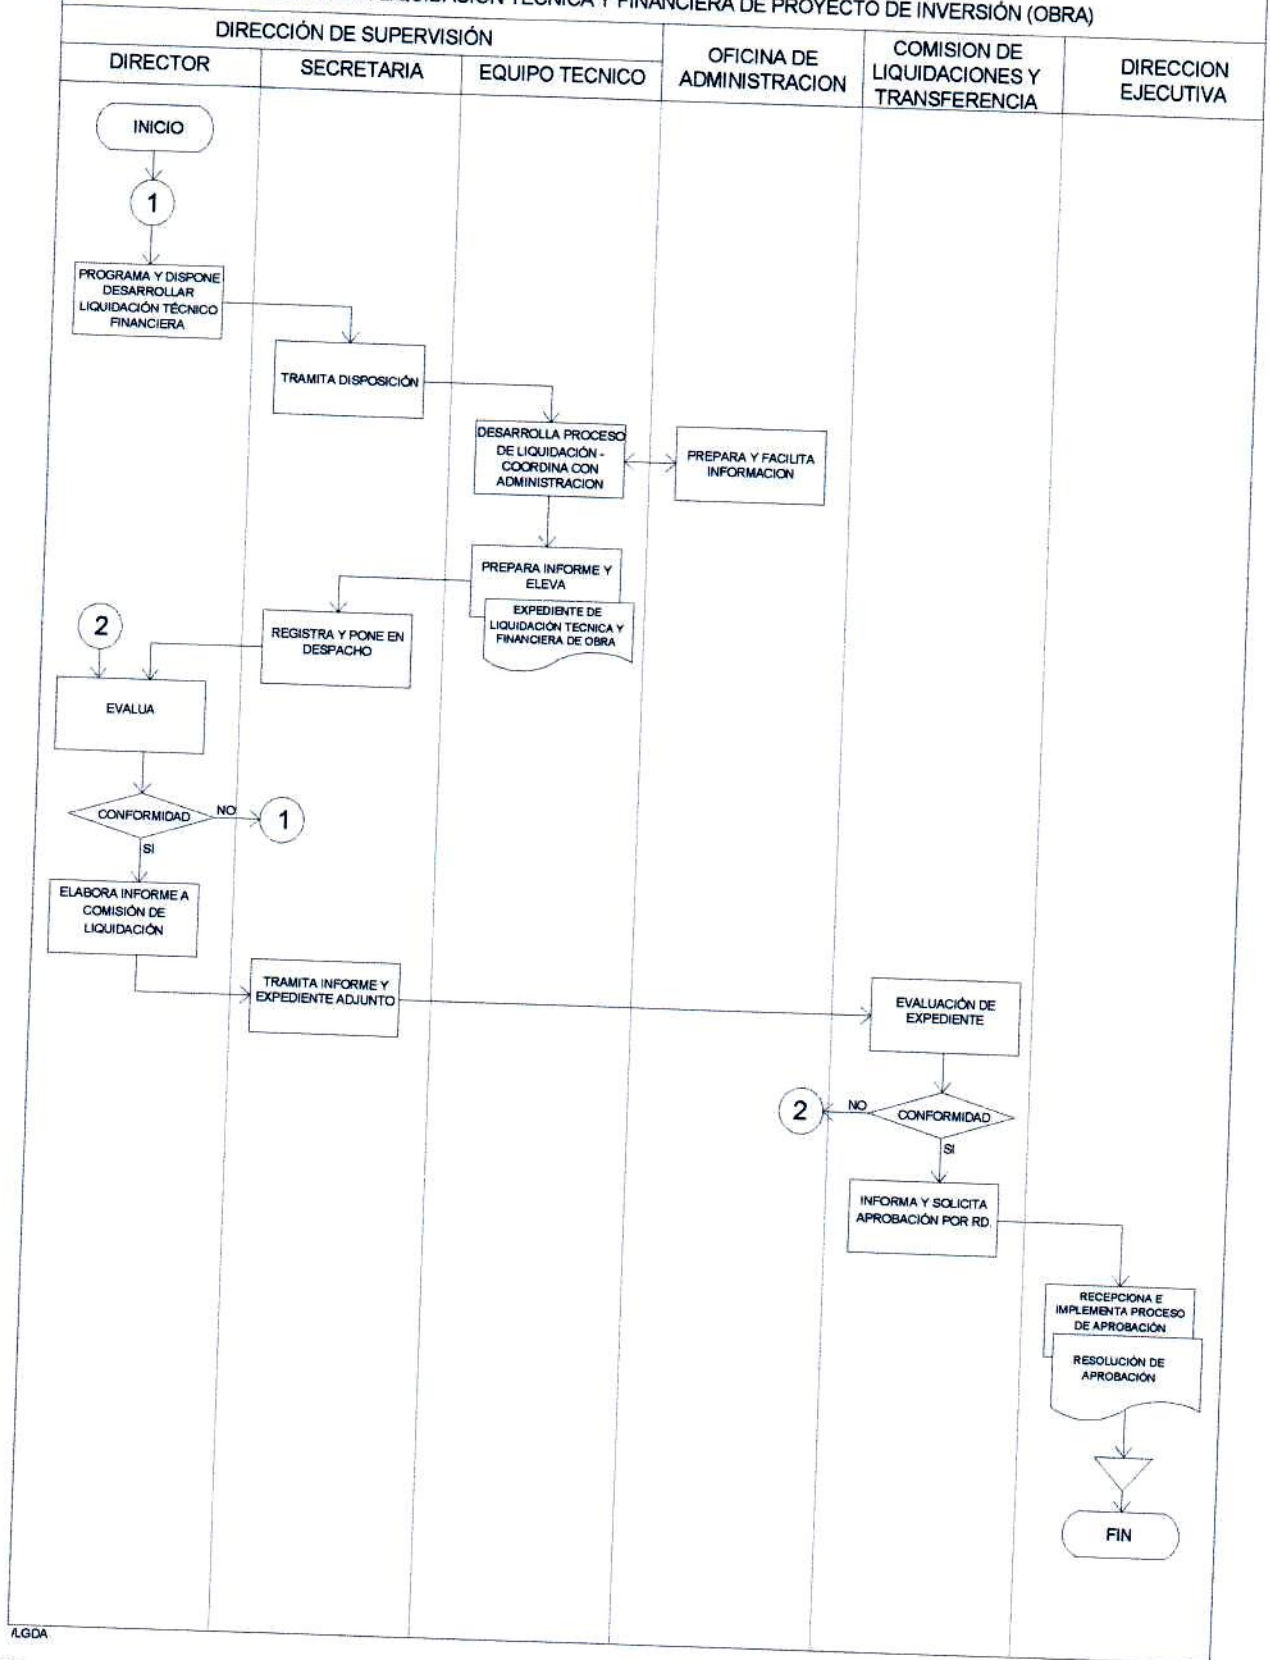 LIQUIDACIÓN TÉCNICA Y FINANCIERA DE PROYECTO DE INVERSIÓN (OBRA)
DIRECCIÓN DE SUPERVISIÓN
DIRECTOR
SECRETARIA
EQUIPO TECNICO
OFICINA DE
ADMINISTRACION
COMISION DE
LIQUIDACIONES Y
TRANSFERENCIA
DIRECCION
EJECUTIVA
INICIO
1
PROGRAMA Y DISPONE
DESARROLLAR
LIQUIDACIÓN TÉCNICO
FINANCIERA
TRAMITA DISPOSICIÓN
DESARROLLA PROCESO
DE LIQUIDACIÓN -
COORDINA CON
ADMINISTRACION
PREPARA Y FACILITA
INFORMACION
PREPARA INFORME Y
ELEVA
EXPEDIENTE DE
LIQUIDACIÓN TECNICA Y
FINANCIERA DE OBRA
REGISTRA Y PONE EN
DESPACHO
2
EVALUA
CONFORMIDAD
NO
1
SI
ELABORA INFORME A
COMISIÓN DE
LIQUIDACIÓN
TRAMITA INFORME Y
EXPEDIENTE ADJUNTO
EVALUACIÓN DE
EXPEDIENTE
2
NO
CONFORMIDAD
SI
INFORMA Y SOLICITA
APROBACIÓN POR RD.
RECEPCIONA E
IMPLEMENTA PROCESO
DE APROBACIÓN
RESOLUCIÓN DE
APROBACIÓN
FIN
/LGDA